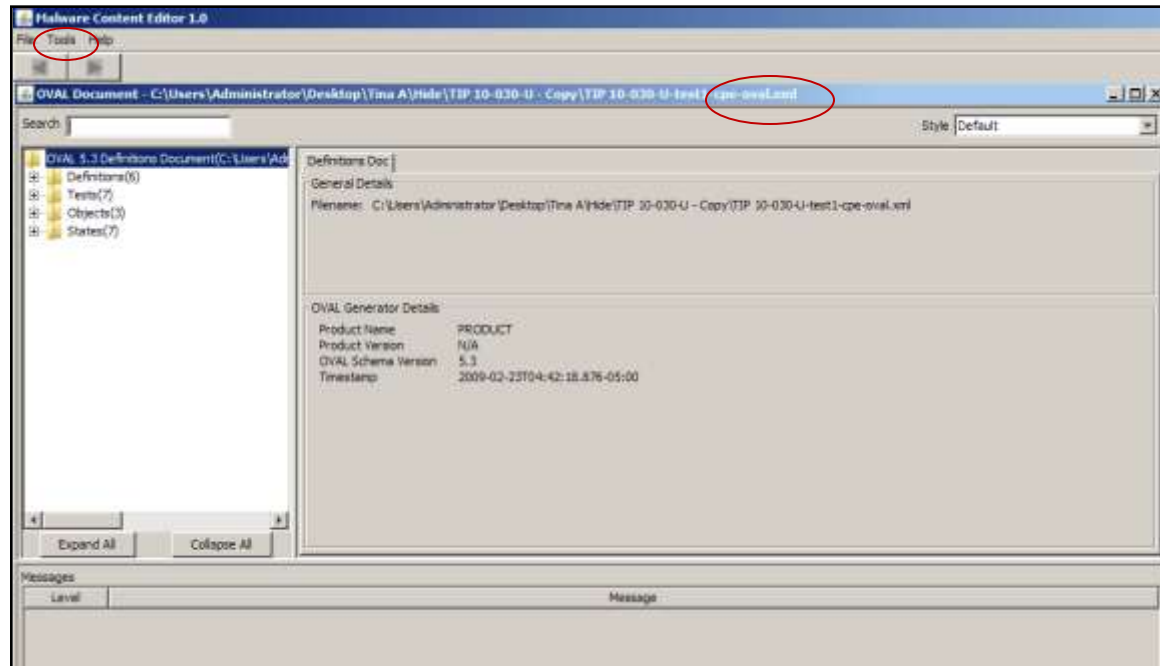 Malware Content Editor 1.0
File Tools Help
OVAL Document - C:\Users\Administrator\Desktop\Tina A\Hide\TIP 10-030-U - Copy\TIP 10-030-U-test1-cpe-oval.xml
Search
Style Default
OVAL 5.3 Definitions Document(C:\Users\Adm
Definitions(6)
Tests(7)
Objects(3)
States(7)
Definitions Doc
General Details
Filename: C:\Users\Administrator\Desktop\Tina A\Hide\TIP 10-030-U - Copy\TIP 10-030-U-test1-cpe-oval.xml
OVAL Generator Details
Product Name PRODUCT
Product Version N/A
OVAL Schema Version 5.3
Timestamp 2009-02-23T04:42:18.876-05:00
Expand All Collapse All
Messages
Level Message